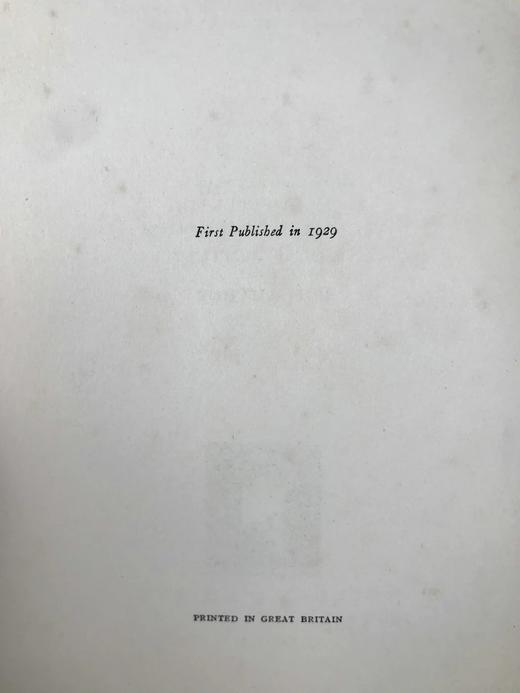 First Published in 1929
PRINTED IN GREAT BRITAIN